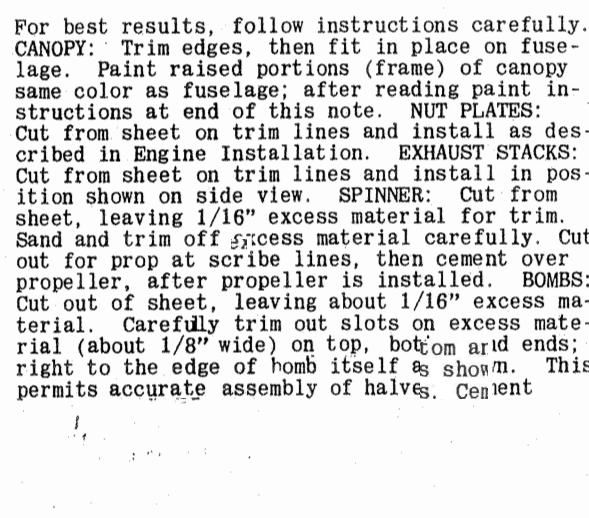 For best results, follow instructions carefully.
CANOPY: Trim edges, then fit in place on fuse-
lage. Paint raised portions (frame) of canopy
same color as fuselage; after reading paint in-
structions at end of this note. NUT PLATES:
Cut from sheet on trim lines and install as des-
cribed in Engine Installation. EXHAUST STACKS:
Cut from sheet on trim lines and install in pos-
ition shown on side view. SPINNER: Cut from
sheet, leaving 1/16" excess material for trim.
Sand and trim off excess material carefully. Cut
out for prop at scribe lines, then cement over
propeller, after propeller is installed. BOMBS:
Cut out of sheet, leaving about 1/16" excess ma-
terial. Carefully trim out slots on excess mate-
rial (about 1/8" wide) on top, bottom and ends;
right to the edge of bomb itself as shown. This
permits accurate assembly of halves. Cement